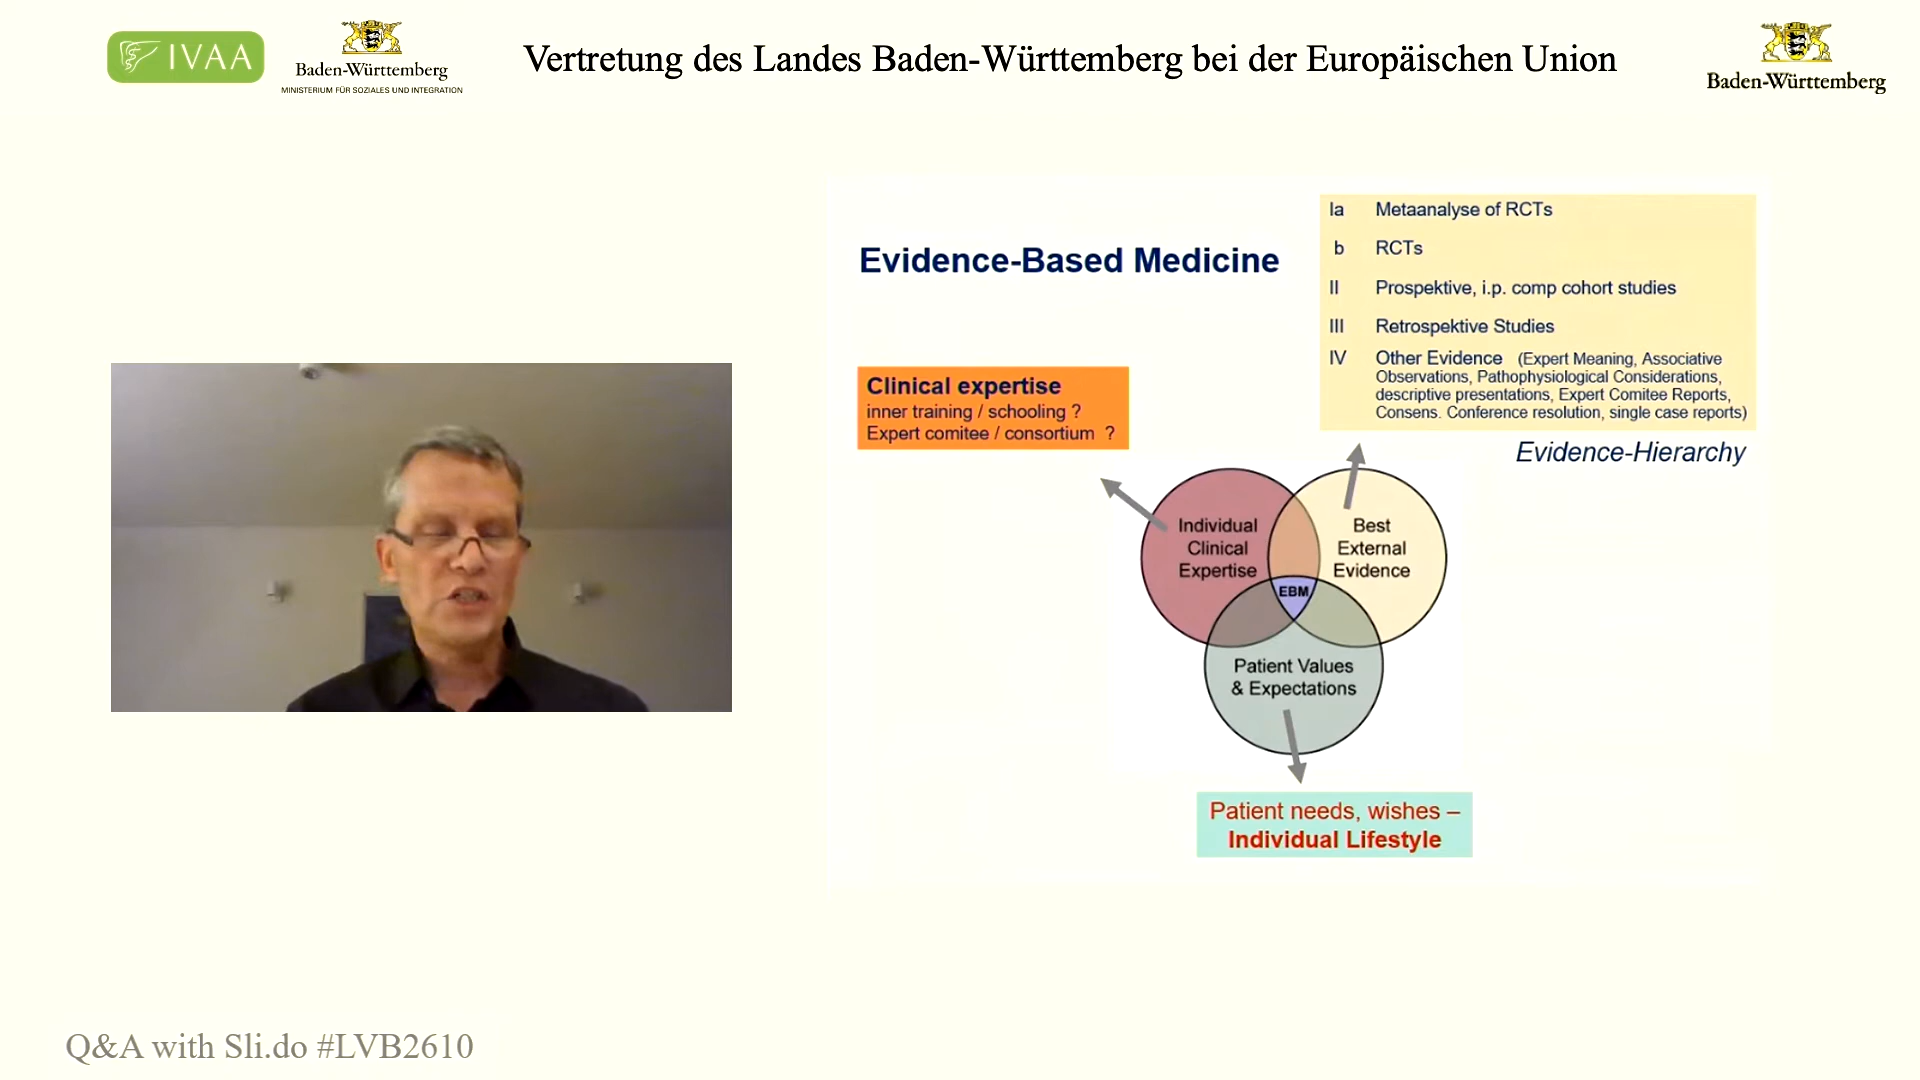 IVAA
Baden-Württemberg
MINISTERIUM FÜR SOZIALES UND INTEGRATION
Vertretung des Landes Baden-Württemberg bei der Europäischen Union
Baden-Württemberg
Evidence-Based Medicine
Ia Metaanalyse of RCTs
b RCTs
II Prospektive, i.p. comp cohort studies
III Retrospektive Studies
IV Other Evidence (Expert Meaning, Associative
Observations, Pathophysiological Considerations,
descriptive presentations, Expert Comitee Reports,
Consens. Conference resolution, single case reports)
Evidence-Hierarchy
Clinical expertise
inner training / schooling ?
Expert comitee / consortium ?
Individual
Clinical
Expertise
Best
External
Evidence
EBM
Patient Values
& Expectations
Patient needs, wishes –
Individual Lifestyle
Q&A with Sli.do #LVB2610